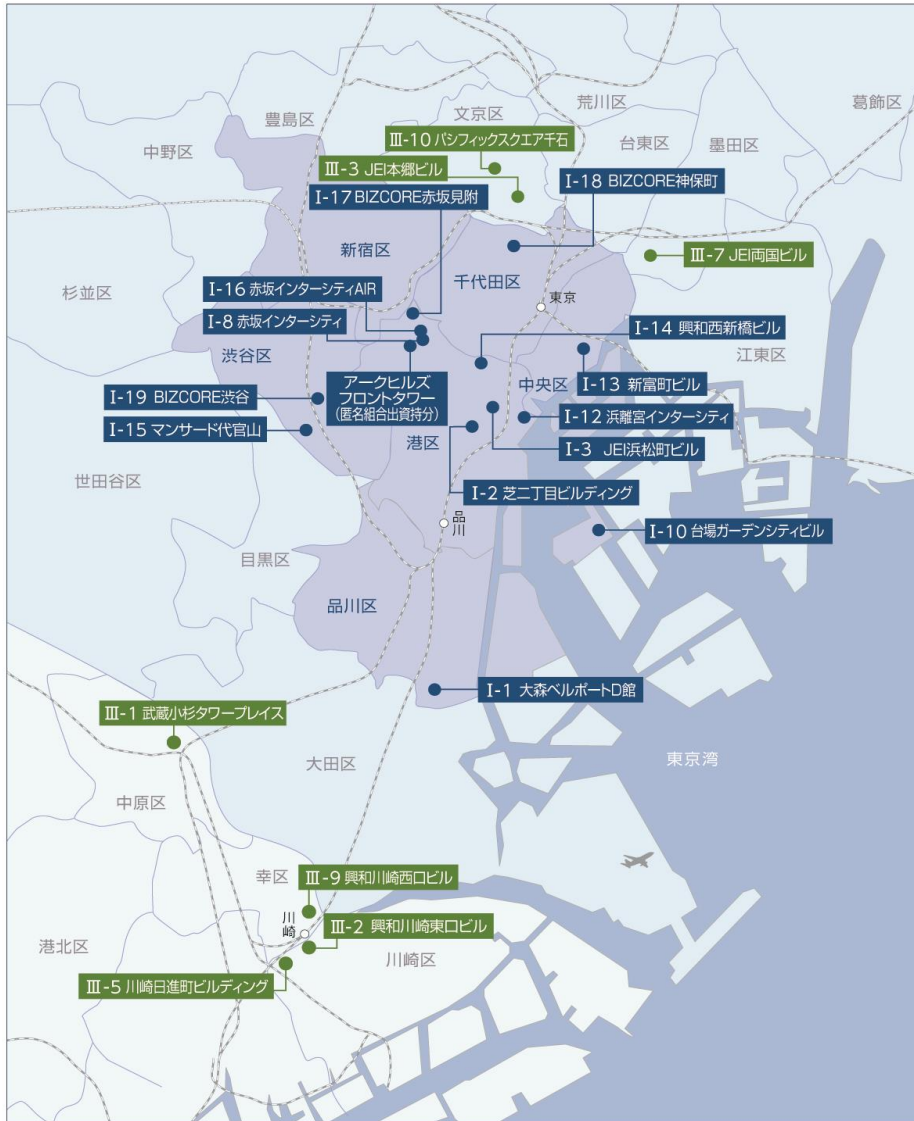 荒川区
葛飾区
豊島区
文京区
中野区
台東区
墨田区
Ⅲ-10 パシフィックスクエア千石
Ⅲ-3 JEI本郷ビル
Ⅰ-17 BIZCORE赤坂見附
Ⅰ-18 BIZCORE神保町
新宿区
Ⅲ-7 JEI両国ビル
千代田区
杉並区
Ⅰ-16 赤坂インターシティAIR
東京
Ⅰ-8 赤坂インターシティ
Ⅰ-14 興和西新橋ビル
渋谷区
江東区
アークヒルズ
フロントタワー
(匿名組合出資持分)
中央区
Ⅰ-13 新富町ビル
Ⅰ-19 BIZCORE渋谷
Ⅰ-12 浜離宮インターシティ
Ⅰ-15 マンサード代官山
港区
Ⅰ-3 JEI浜松町ビル
世田谷区
Ⅰ-2 芝二丁目ビルディング
品川
Ⅰ-10 台場ガーデンシティビル
目黒区
品川区
Ⅰ-1 大森ベルポートD館
Ⅲ-1 武蔵小杉タワープレイス
大田区
東京湾
中原区
幸区
Ⅲ-9 興和川崎西口ビル
川崎
Ⅲ-2 興和川崎東口ビル
港北区
川崎区
Ⅲ-5 川崎日進町ビルディング